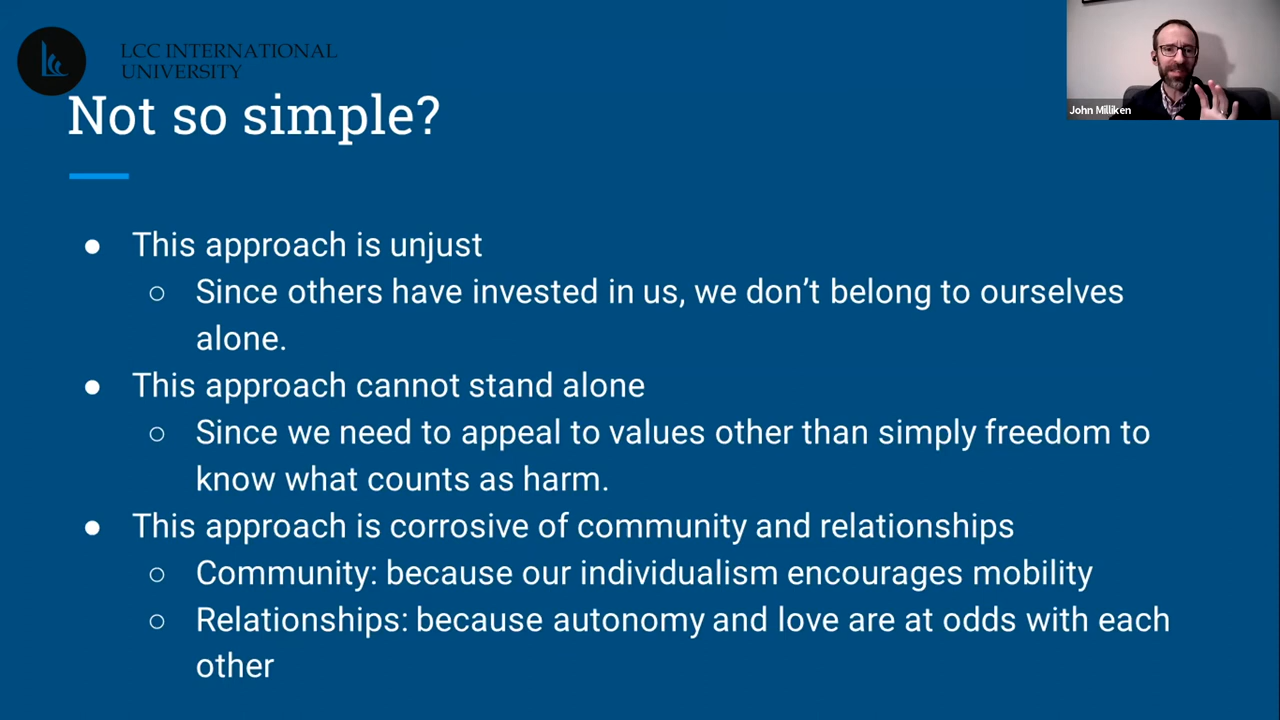 LCC INTERNATIONAL
UNIVERSITY
John Milliken
Not so simple?
● This approach is unjust
○ Since others have invested in us, we don’t belong to ourselves
alone.
● This approach cannot stand alone
○ Since we need to appeal to values other than simply freedom to
know what counts as harm.
● This approach is corrosive of community and relationships
○ Community: because our individualism encourages mobility
○ Relationships: because autonomy and love are at odds with each
other